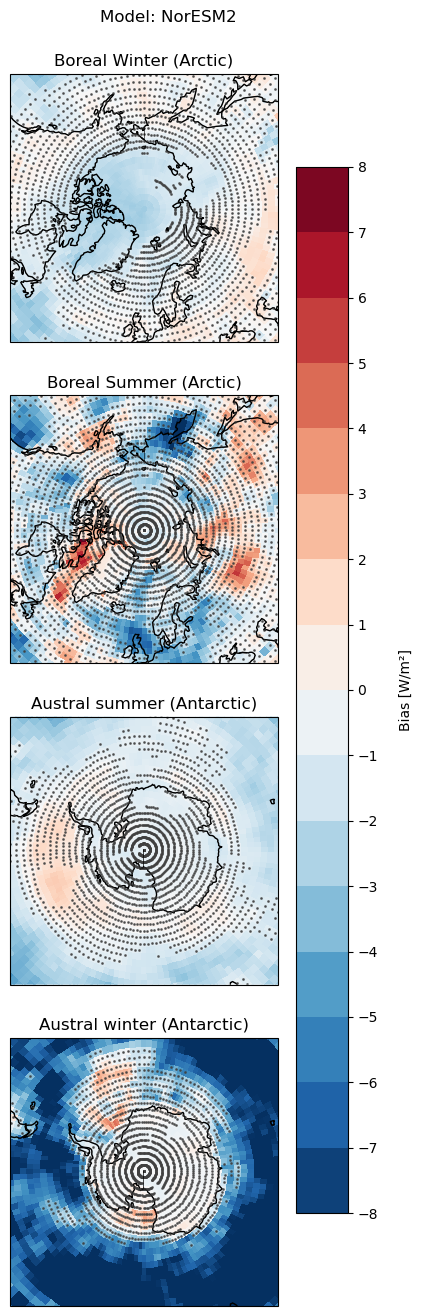 Model: NorESM2
Boreal Winter (Arctic)
Boreal Summer (Arctic)
Austral summer (Antarctic)
Austral winter (Antarctic)
8
7
6
5
4
3
2
1
0
−1
−2
−3
−4
−5
−6
−7
−8
Bias [W/m²]